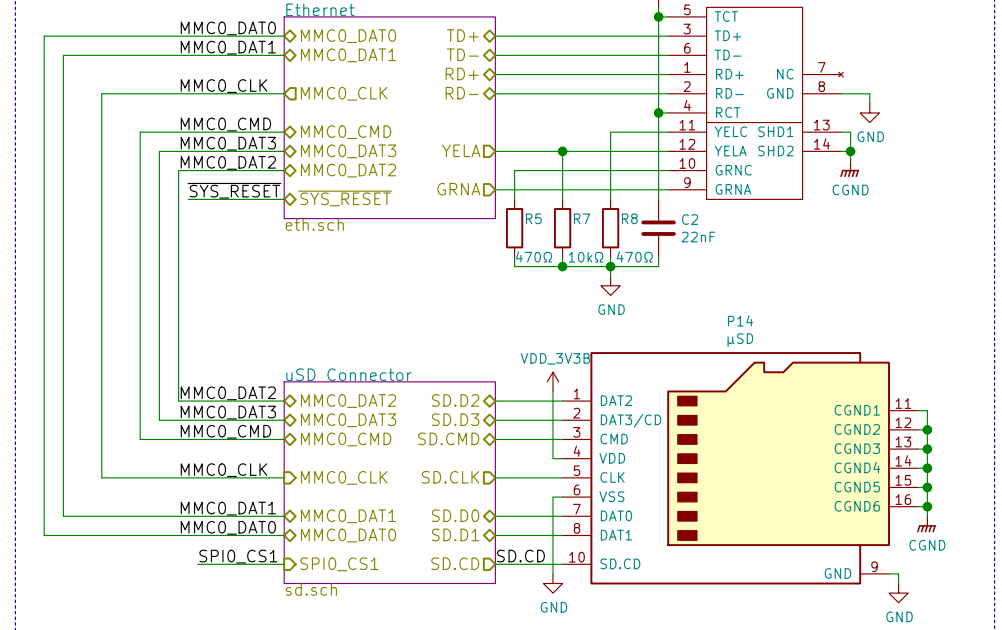 Ethernet
MMC0_DAT0
MMC0_DAT0
TD+
MMC0_DAT1
MMC0_DAT1
TD-
RD+
MMC0_CLK
MMC0_CLK
RD-
MMC0_CMD
MMC0_CMD
MMC0_DAT3
MMC0_DAT3
YELA
MMC0_DAT2
MMC0_DAT2
SYS_RESET
SYS_RESET
GRNA
eth.sch
5 TCT
3 TD+
6 TD-
1 RD+ NC 7
2 RD- GND 8
4 RCT
11 YELC SHD1 13
12 YELA SHD2 14
10 GRNC
9 GRNA
GND
CGND
R5
470Ω
R7
10kΩ
R8
470Ω
C2
22nF
GND
P14
µSD
VDD_3V3B
uSD Connector
MMC0_DAT2
MMC0_DAT2
SD.D2
MMC0_DAT3
MMC0_DAT3
SD.D3
MMC0_CMD
MMC0_CMD
SD.CMD
MMC0_CLK
MMC0_CLK
SD.CLK
MMC0_DAT1
MMC0_DAT1
SD.D0
MMC0_DAT0
MMC0_DAT0
SD.D1
SPI0_CS1
SPI0_CS1
SD.CD
SD.CD
sd.sch
1 DAT2
2 DAT3/CD
3 CMD
4 VDD
5 CLK
6 VSS
7 DAT0
8 DAT1
10 SD.CD
CGND1 11
CGND2 12
CGND3 13
CGND4 14
CGND5 15
CGND6 16
CGND
GND 9
GND
GND